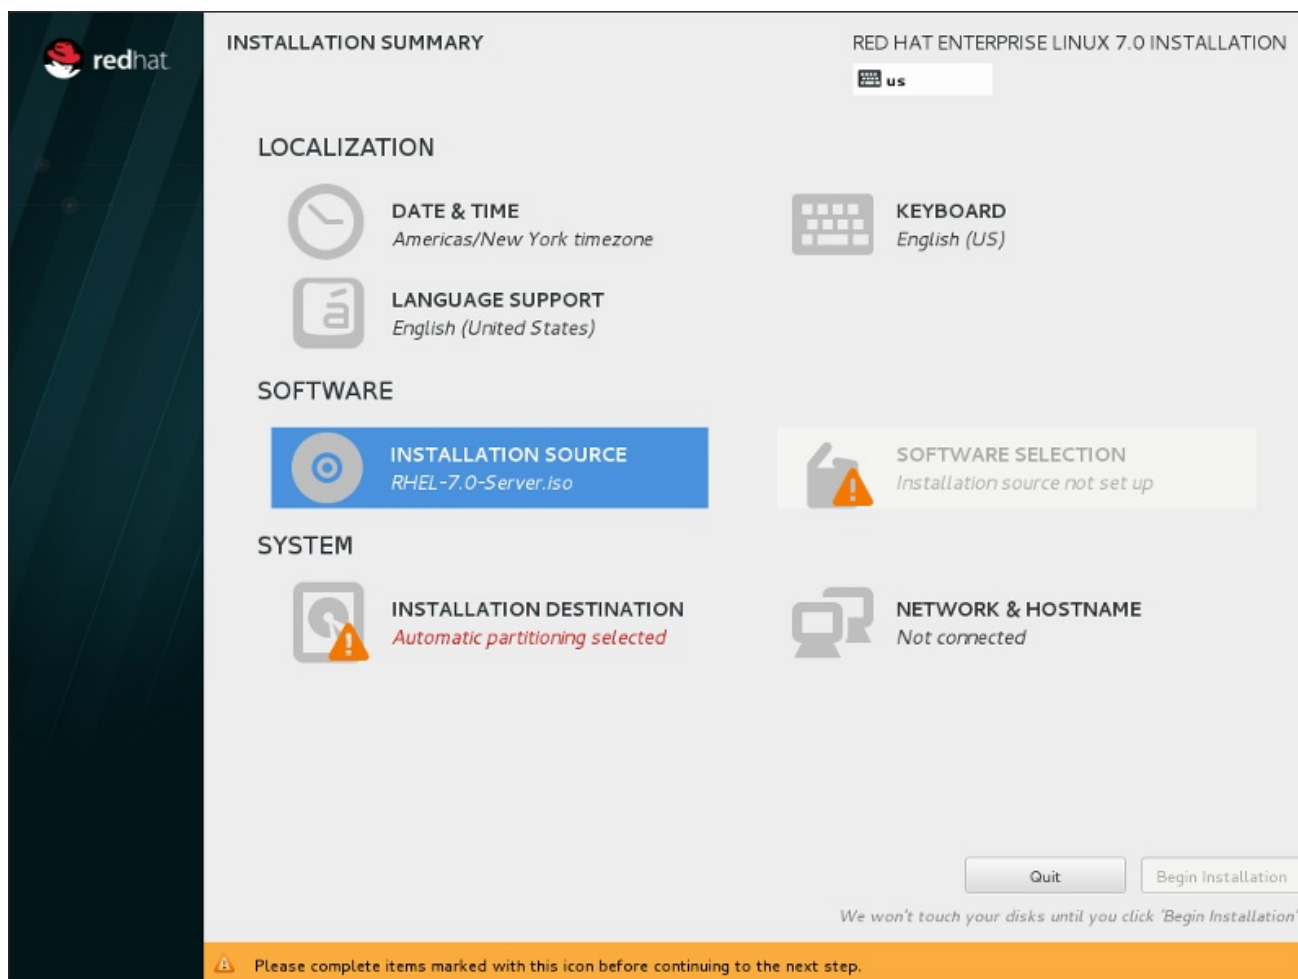 redhat.
INSTALLATION SUMMARY
RED HAT ENTERPRISE LINUX 7.0 INSTALLATION
us
LOCALIZATION
DATE & TIME
Americas/New York timezone
KEYBOARD
English (US)
LANGUAGE SUPPORT
English (United States)
SOFTWARE
INSTALLATION SOURCE
RHEL-7.0-Server.iso
SOFTWARE SELECTION
Installation source not set up
SYSTEM
INSTALLATION DESTINATION
Automatic partitioning selected
NETWORK & HOSTNAME
Not connected
Quit
Begin Installation
We won't touch your disks until you click 'Begin Installation'
Please complete items marked with this icon before continuing to the next step.